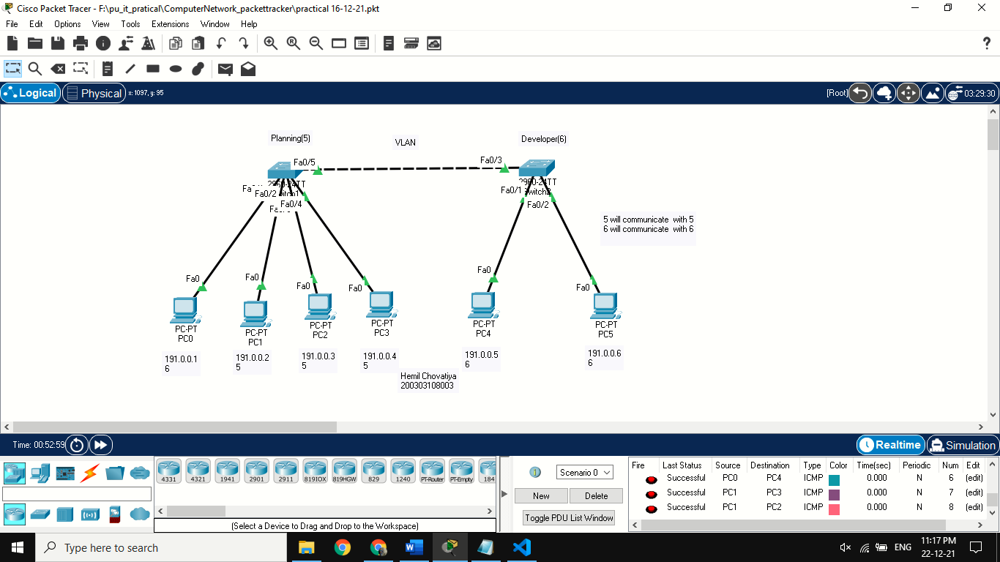 Cisco Packet Tracer - F:\pu_it_pratical\ComputerNetwork_packettracker\practical 16-12-21.pkt
File Edit Options View Tools Extensions Window Help
Logical Physical x: 1097, y: 95 [Root] 03:29:30
Planning(5) VLAN Developer(6)
Fa0/5 Fa0/3
2960-24TT
Switch1
2960-24TT
Switch2
Fa0/2 Fa0/1
Fa0/4 Fa0/2
5 will communicate with 5
6 will communicate with 6
Fa0 Fa0 Fa0 Fa0 Fa0 Fa0
PC-PT
PC0
PC-PT
PC1
PC-PT
PC2
PC-PT
PC3
PC-PT
PC4
PC-PT
PC5
191.0.0.1
6
191.0.0.2
5
191.0.0.3
5
191.0.0.4
5
191.0.0.5
6
191.0.0.6
6
Hemil Chovatiya
200303108003
Time: 00:52:59 Realtime Simulation
4331 4321 1941 2901 2911 819IOX 819HGW 829 1240 PT-Router PT-Empty 184
(Select a Device to Drag and Drop to the Workspace)
Scenario 0
New Delete
Toggle PDU List Window
Fire Last Status Source Destination Type Color Time(sec) Periodic Num Edit
Successful PC0 PC4 ICMP 0.000 N 6 (edit)
Successful PC1 PC3 ICMP 0.000 N 7 (edit)
Successful PC1 PC2 ICMP 0.000 N 8 (edit)
Type here to search
ENG
11:17 PM
22-12-21